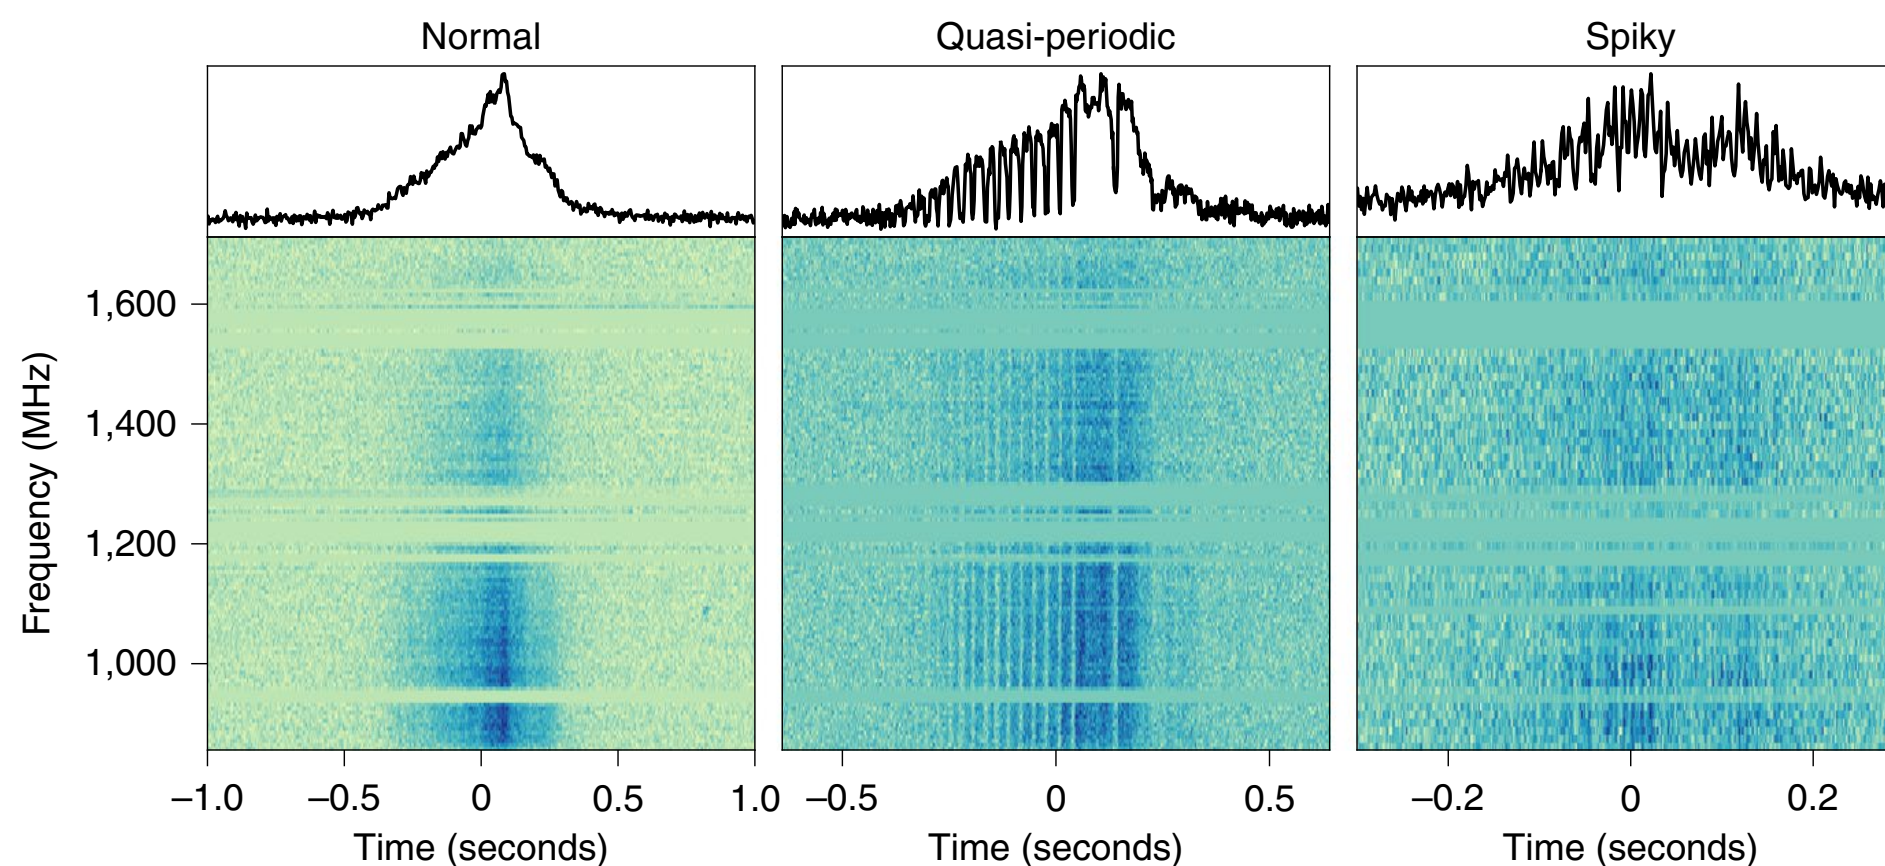 Normal Quasi-periodic Spiky
1,600
1,400
1,200
1,000
Frequency (MHz)
–1.0 –0.5 0 0.5 1.0 –0.5 0 0.5 –0.2 0 0.2
Time (seconds) Time (seconds) Time (seconds)